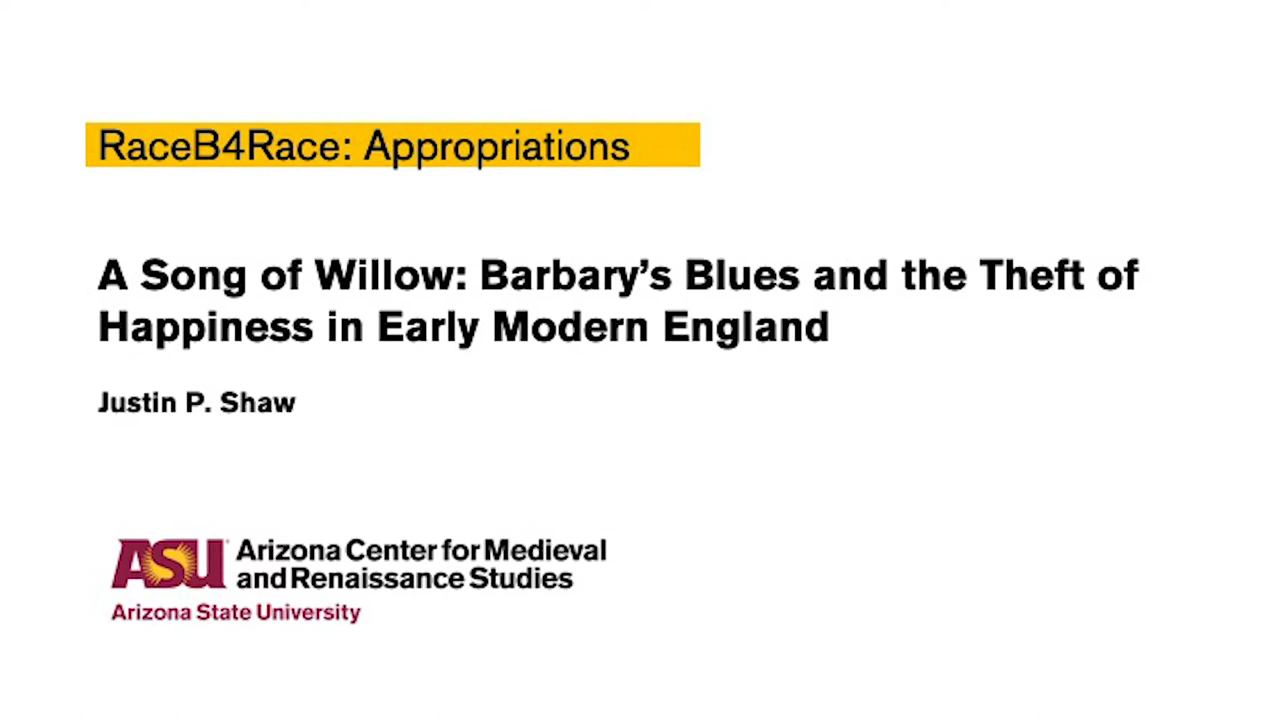 RaceB4Race: Appropriations
A Song of Willow: Barbary’s Blues and the Theft of
Happiness in Early Modern England
Justin P. Shaw
ASU Arizona Center for Medieval
and Renaissance Studies
Arizona State University